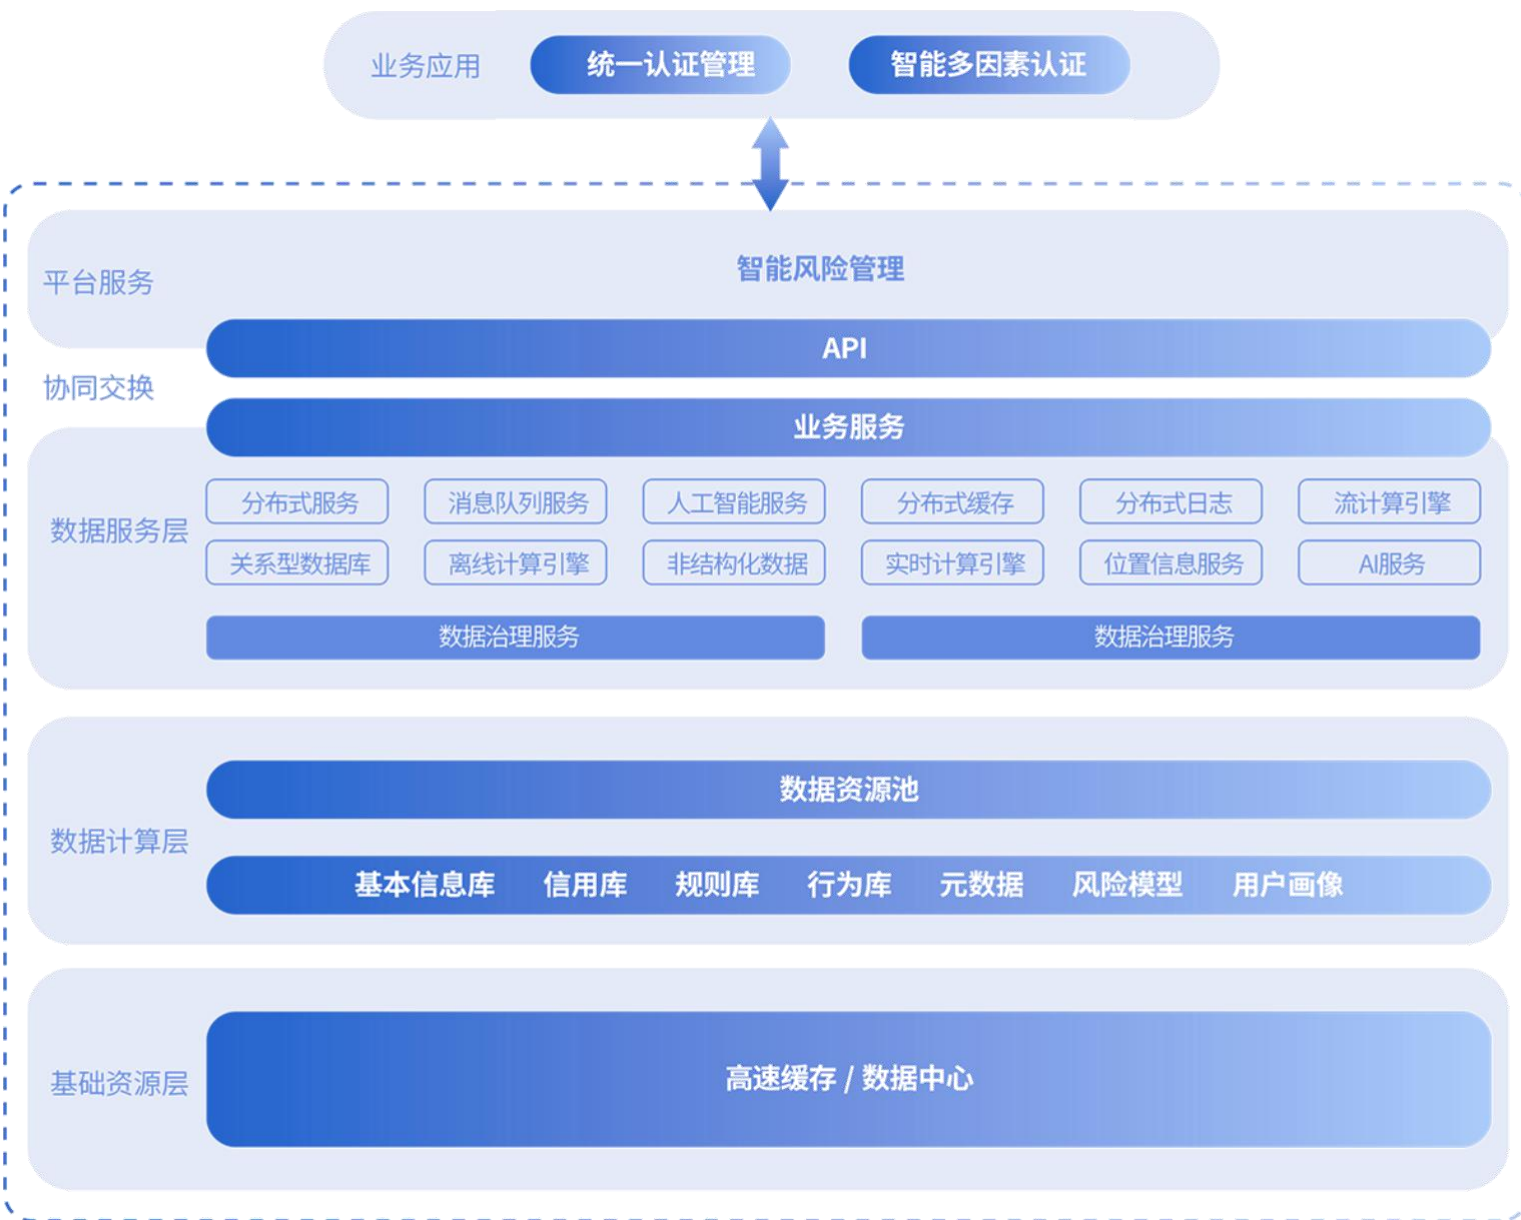 业务应用 统一认证管理 智能多因素认证
智能风险管理
平台服务
API
协同交换
业务服务
分布式服务 消息队列服务 人工智能服务 分布式缓存 分布式日志 流计算引擎
数据服务层
关系型数据库 离线计算引擎 非结构化数据 实时计算引擎 位置信息服务 AI服务
数据治理服务 数据治理服务
数据资源池
数据计算层
基本信息库 信用库 规则库 行为库 元数据 风险模型 用户画像
基础资源层 高速缓存 / 数据中心